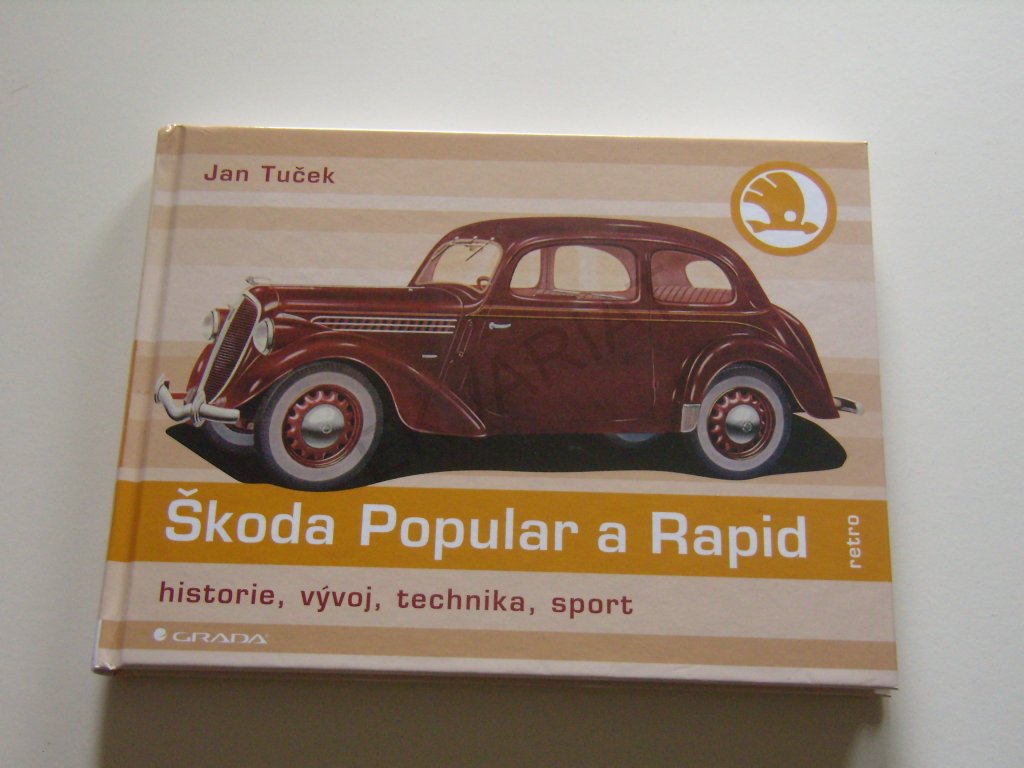 Jan Tuček
Škoda Popular a Rapid
retro
historie, vývoj, technika, sport
GRADA